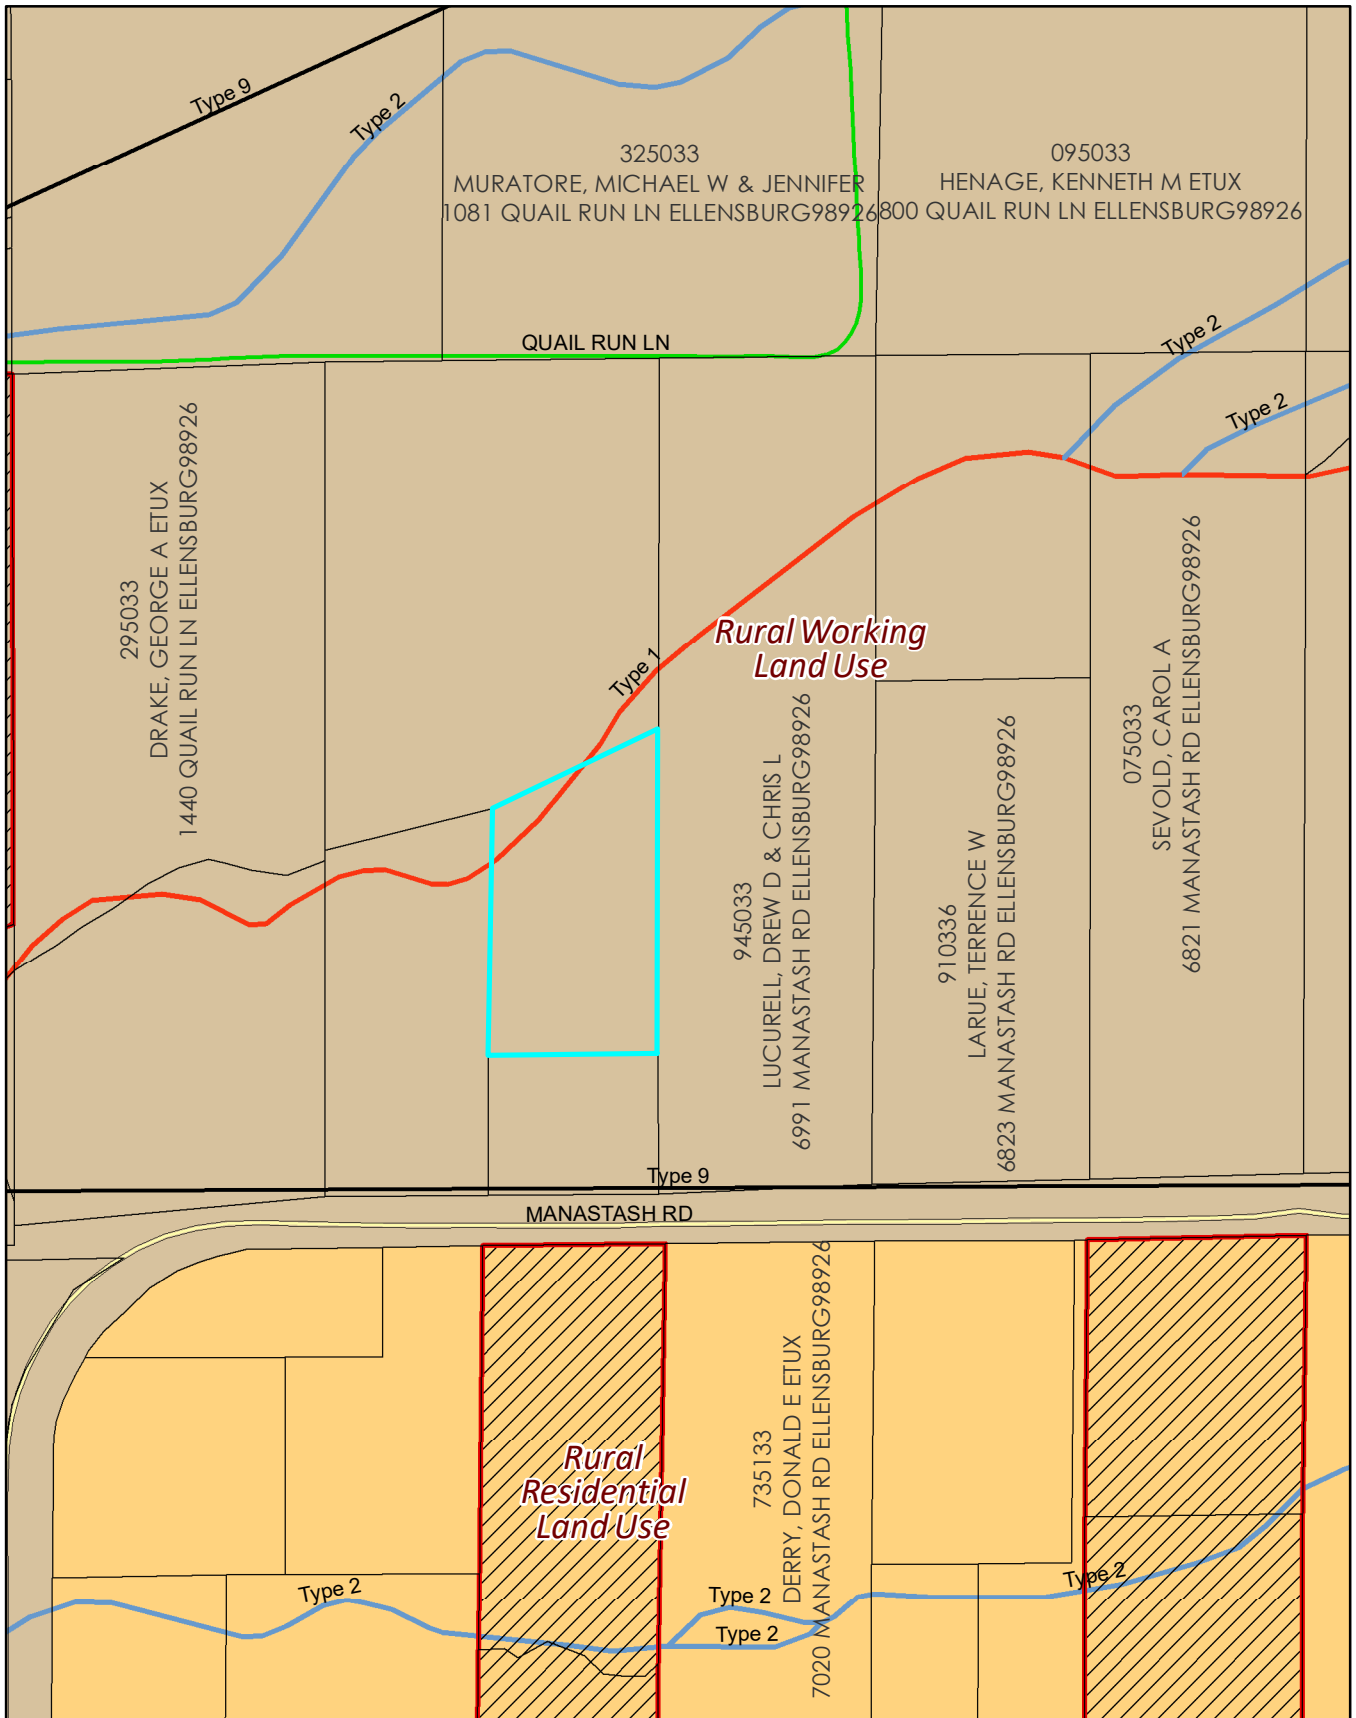 Type 9
Type 2
325033
MURATORE, MICHAEL W & JENNIFER
1081 QUAIL RUN LN ELLENSBURG98926
095033
HENAGE, KENNETH M ETUX
800 QUAIL RUN LN ELLENSBURG98926
QUAIL RUN LN
Type 2
Type 2
295033
DRAKE, GEORGE A ETUX
1440 QUAIL RUN LN ELLENSBURG98926
Type 1
Rural Working
Land Use
945033
LUCURELL, DREW D & CHRIS L
6991 MANASTASH RD ELLENSBURG98926
910336
LARUE, TERRENCE W
6823 MANASTASH RD ELLENSBURG98926
075033
SEVOLD, CAROL A
6821 MANASTASH RD ELLENSBURG98926
Type 9
MANASTASH RD
Rural
Residential
Land Use
735133
DERRY, DONALD E ETUX
7020 MANASTASH RD ELLENSBURG98926
Type 2
Type 2
Type 2
Type 2